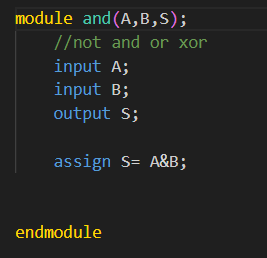 module and(A,B,S);
//not and or xor
input A;
input B;
output S;
assign S= A&B;
endmodule